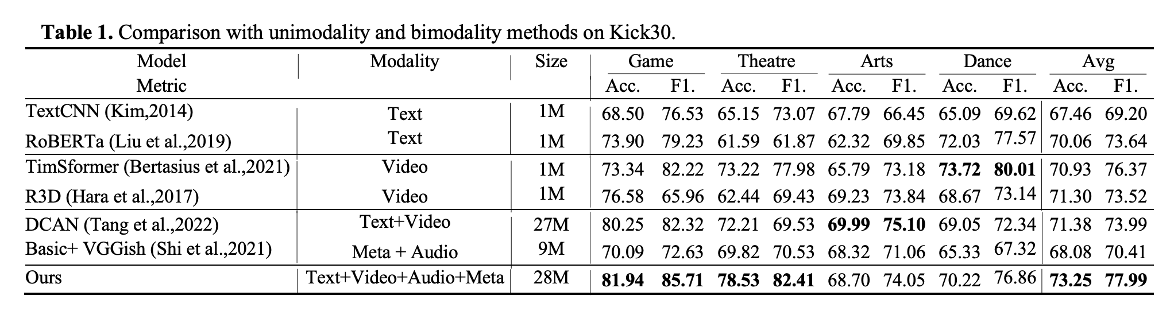 Table 1. Comparison with unimodality and bimodality methods on Kick30.
Model Modality Size Game Theatre Arts Dance Avg
Metric Acc. F1. Acc. F1. Acc. F1. Acc. F1. Acc. F1.
TextCNN (Kim,2014) Text 1M 68.50 76.53 65.15 73.07 67.79 66.45 65.09 69.62 67.46 69.20
RoBERTa (Liu et al.,2019) Text 1M 73.90 79.23 61.59 61.87 62.32 69.85 72.03 77.57 70.06 73.64
TimSformer (Bertasius et al.,2021) Video 1M 73.34 82.22 73.22 77.98 65.79 73.18 73.72 80.01 70.93 76.37
R3D (Hara et al.,2017) Video 1M 76.58 65.96 62.44 69.43 69.23 73.84 68.67 73.14 71.30 73.52
DCAN (Tang et al.,2022) Text+Video 27M 80.25 82.32 72.21 69.53 69.99 75.10 69.05 72.34 71.38 73.99
Basic+ VGGish (Shi et al.,2021) Meta + Audio 9M 70.09 72.63 69.82 70.53 68.32 71.06 65.33 67.32 68.08 70.41
Ours Text+Video+Audio+Meta 28M 81.94 85.71 78.53 82.41 68.70 74.05 70.22 76.86 73.25 77.99